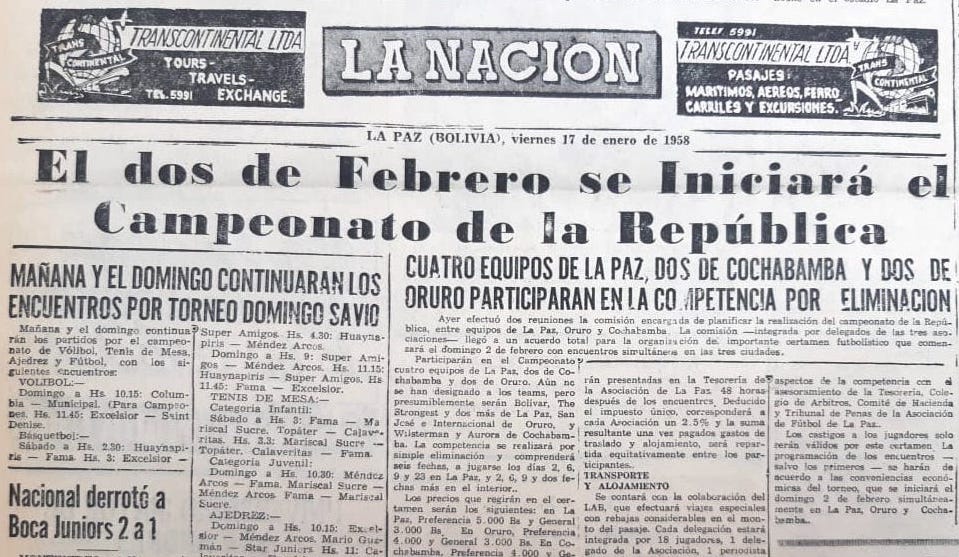 TRANSCONTINENTAL LTDA
TRANS
CONTINENTAL
TOURS-
TRAVELS-
TEL.5991 EXCHANGE.
LA NACION
TELEF. 5991
TRANSCONTINENTAL LTDA
TRANS
CONTINENTAL
PASAJES:
MARITIMOS, AEREOS, FERRO
CARRILES Y EXCURSIONES.
LA PAZ (BOLIVIA), viernes 17 de enero de 1958
El dos de Febrero se Iniciará el
Campeonato de la República
MAÑANA Y EL DOMINGO CONTINUARAN LOS
ENCUENTROS POR TORNEO DOMINGO SAVIO
Mañana y el domingo continua
rán los partidos por el campeo-
nato de Vólibol, Tenis de Mesa,
Ajedrez y Fútbol, con los si-
guientes encuentros:
VOLIBOL:—
Domingo a Hs. 10.15: Colum-
bia — Municipal. (Para Campeo-
nes. Hs. 11.45: Excelsior — Saint
Denise.
Básquetbol:—
Sábado a Hs. 2.30: Huaynapi-
ris — Fama. Hs. 3: Excelsior —
Super Amigos. Hs. 4.30: Huayna-
piris — Méndez Arcos.
Domingo a Hs. 9: Super Ami-
gos — Méndez Arcos. Hs. 11.15:
Huaynapiris — Super Amigos. Hs
11.45: Fama — Excelsior.
TENIS DE MESA:—
Categoría Infantil:
Sábado a Hs. 3: Fama — Ma
riscal Sucre. Topáter — Calave-
ritas. Hs. 3.3: Mariscal Sucre —
Topáter. Calaveritas — Fama.
Categoría Juvenil:
Domingo a Hs. 10.30: Méndez
Arcos — Fama. Mariscal Sucre —
Méndez Arcos. Fama — Mariscal
Sucre.
AJEDREZ:—
Domingo a Hs. 10.15: Excel-
sior — Méndez Arcos. Mario Guz-
mán — Star Juniors Hs. 11: Ca-
Nacional derrotó a
Boca Juniors 2 a 1
CUATRO EQUIPOS DE LA PAZ, DOS DE COCHABAMBA Y DOS DE
ORURO PARTICIPARAN EN LA CO PETENCIA POR ELIMINACION
Ayer efectuó dos reuniones la comisión encargada de planificar la realización del campeonato de la Repú-
blica, entre equipos de La Paz, Oruro y Cochabamba. La comisión —integrada por delegados de las tres aso-
ciaciones— llegó a un acuerdo total para la organización del importante certamen futbolístico que comen-
zará el domingo 2 de febrero con encuentros simultáneos en las tres ciudades.
Participarán en el Campeonato
cuatro equipos de La Paz, dos de Co-
chabamba y dos de Oruro. Aún no
se han designado a los teams, pero
presumiblemente serán Bolívar, The
Strongest y dos más de La Paz, San
José e Internacional de Oruro, y
Wilsterman y Aurora de Cochabam-
ba. La competencia se realizará por
simple eliminación y comprenderá
seis fechas, a jugarse los días 2, 6,
9 y 23 en La Paz, y 2, 6, 9 y dos fe-
chas más en el interior..
Los precios que regirán en el cer-
tamen serán los siguientes: en La
Paz, Preferencia 5.000 Bs y General
3.000 Bs. En Oruro, Preferencia
4.000 y General 3.000 Bs. En Co-
chabamba, Preferencia 4.000 y Ge-
rán presentadas en la Tesorería de
la Asociación de La Paz 48 horas
después de los encuentros. Deducido
el impuesto único, corresponderá a
cada Asociación un 2.5% y la suma
resultante una vez pagados gastos de
traslado y alojamiento, será repar-
tida equitativamente entre los par-
ticipantes.
TRANSPORTE
Y ALOJAMIENTO
Se contará con la colaboración del
LAB, que efectuará viajes especiales
con rebajas considerables en el mon-
to del pasaje. Cada delegación estará
integrada por 18 jugadores, 1 dele-
gado de la Asociación, 1 periodista
aspectos de la competencia con el
asesoramiento de la Tesorería, Cole-
gio de Arbitros, Comité de Hacienda
y Tribunal de Penas de la Asociación
de Fútbol de La Paz.
Los castigos a los jugadores solo
serán válidos por este certamen La
programación de los encuentros —
salvo los primeros — se harán de
acuerdo a las conveniencias econó-
micas del torneo, que se iniciará el
domingo 2 de febrero simultánea-
mente en La Paz, Oruro y Cocha-
bamba.